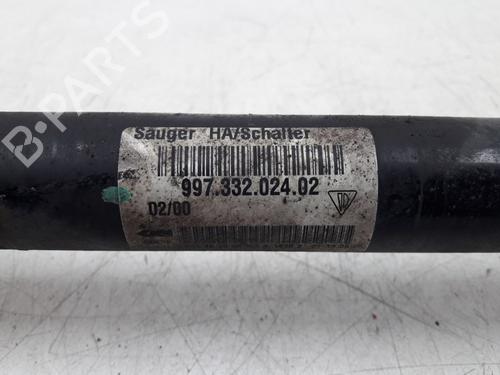 B-PARTS
Sauger HA/Schalter
997.332.024.02
02/00